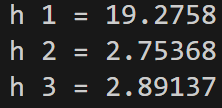 h 1 = 19.2758
h 2 = 2.75368
h 3 = 2.89137